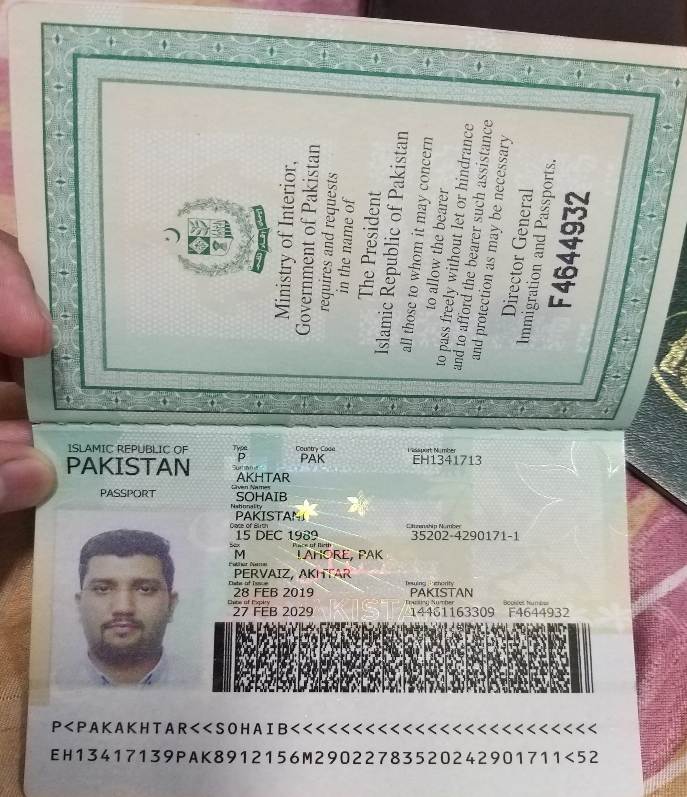 Ministry of Interior,
Government of Pakistan
requires and requests
in the name of
The President
Islamic Republic of Pakistan
all those to whom it may concern
to allow the bearer
to pass freely without let or hindrance
and to afford the bearer such assistance
and protection as may be necessary
Director General
Immigration and Passports.
F4644932
ISLAMIC REPUBLIC OF
PAKISTAN
PASSPORT
Type Country Code Passport Number
P PAK EH1341713
Surname
AKHTAR
Given Names
SOHAIB
Nationality
PAKISTANI
Date of Birth Citizenship Number
15 DEC 1989 35202-4290171-1
Sex Place of Birth
M LAHORE, PAK
Father Name
PERVAIZ, AKHTAR
Date of Issue Issuing Authority
28 FEB 2019 PAKISTAN
Date of Expiry Tracking Number Booklet Number
27 FEB 2029 14461163309 F4644932
P<PAKAKHTAR<<SOHAIB<<<<<<<<<<<<<<<<<<<<<<<<<
EH13417139PAK8912156M29022783520242901711<52